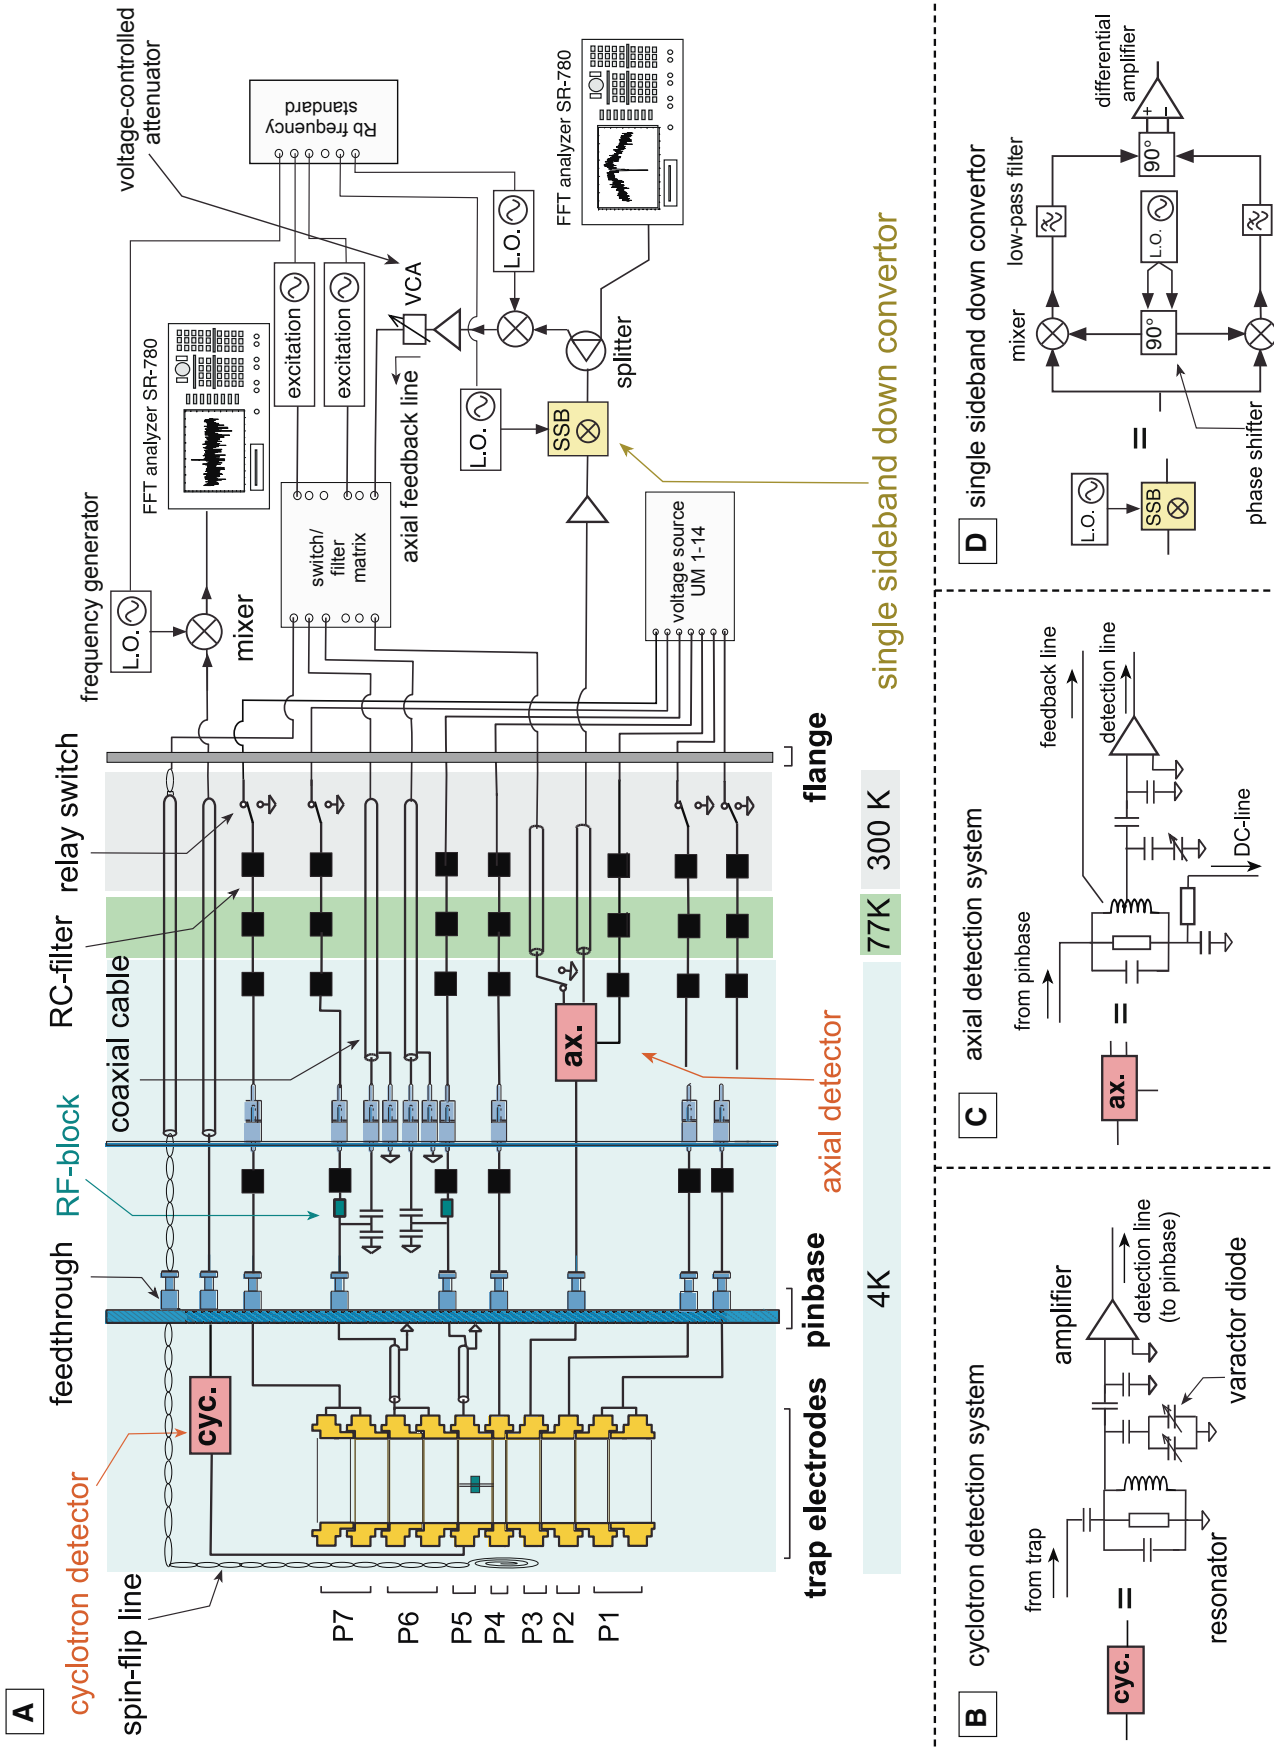 A
cyclotron detector
spin-flip line
feedthrough
RF-block
coaxial cable
RC-filter
relay switch
frequency generator
L.O.
mixer
FFT analyzer SR-780
voltage-controlled
attenuator
Rb frequency
standard
excitation
excitation
VCA
switch/
filter
matrix
axial feedback line
L.O.
L.O.
SSB
splitter
FFT analyzer SR-780
voltage source
UM 1-14
single sideband down convertor
cyc.
ax.
axial detector
P7
P6
P5
P4
P3
P2
P1
trap electrodes
pinbase
flange
4K
77K
300 K
B
cyclotron detection system
cyc.
=
from trap
resonator
amplifier
detection line
(to pinbase)
varactor diode
C
axial detection system
ax.
=
from pinbase
feedback line
detection line
DC-line
D
single sideband down convertor
L.O.
SSB
=
mixer
low-pass filter
differential
amplifier
90°
L.O.
90°
+
−
phase shifter